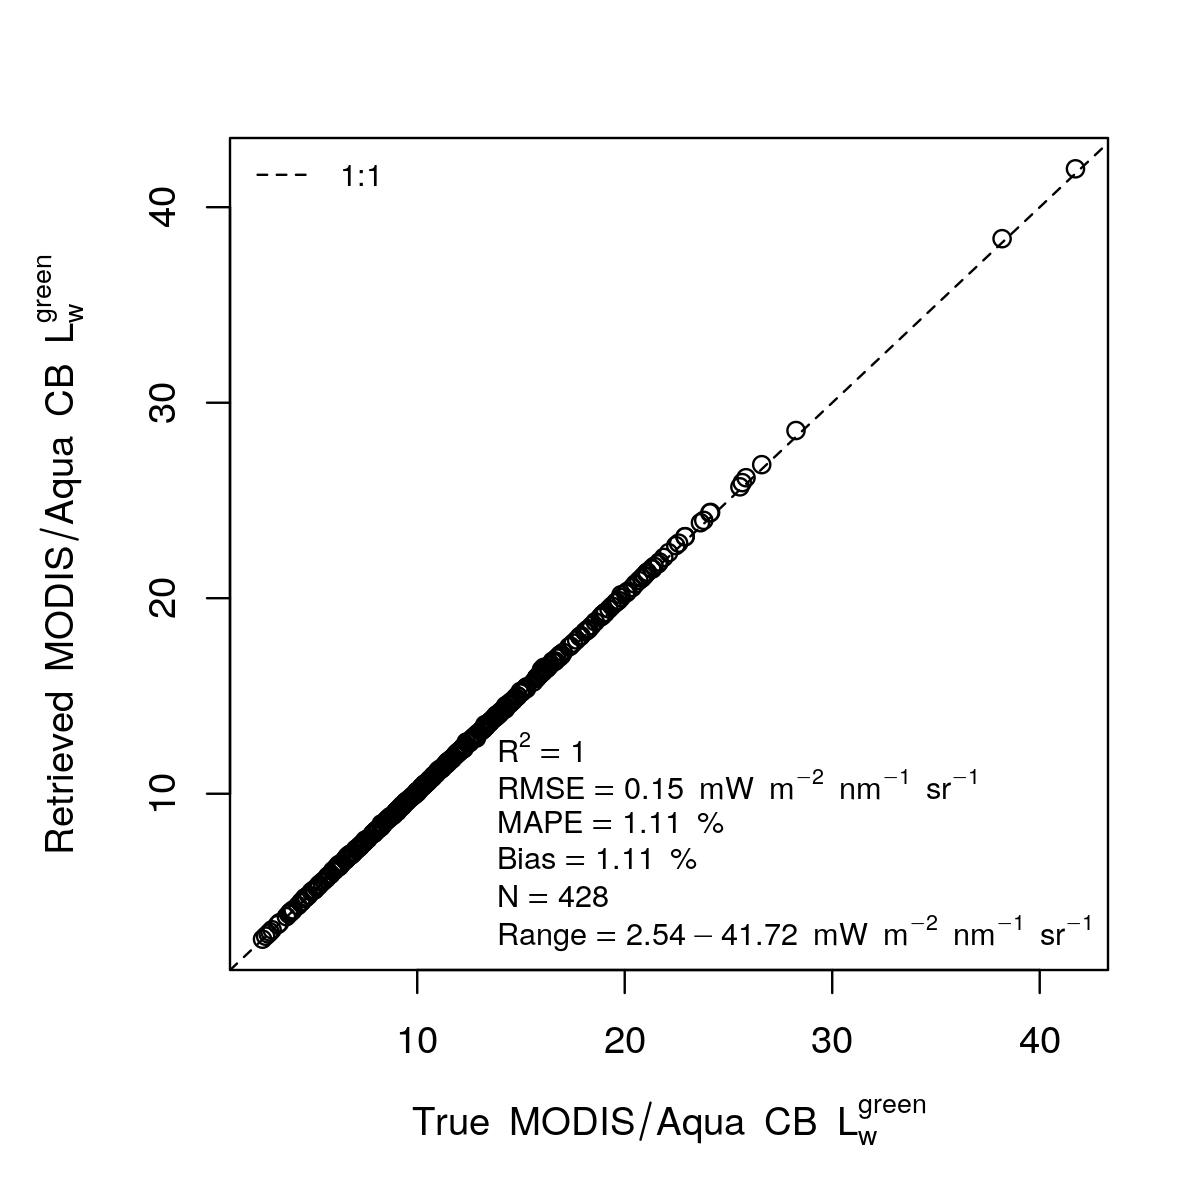 1:1
40
30
20
10
Retrieved MODIS/Aqua CB L_w^green
R² = 1
RMSE = 0.15 mW m⁻² nm⁻¹ sr⁻¹
MAPE = 1.11 %
Bias = 1.11 %
N = 428
Range = 2.54 − 41.72 mW m⁻² nm⁻¹ sr⁻¹
10 20 30 40
True MODIS/Aqua CB L_w^green